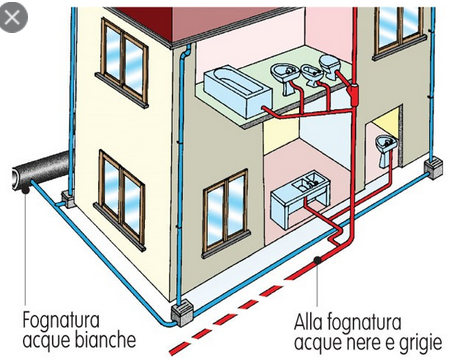 Fognatura
acque bianche
Alla fognatura
acque nere e grigie